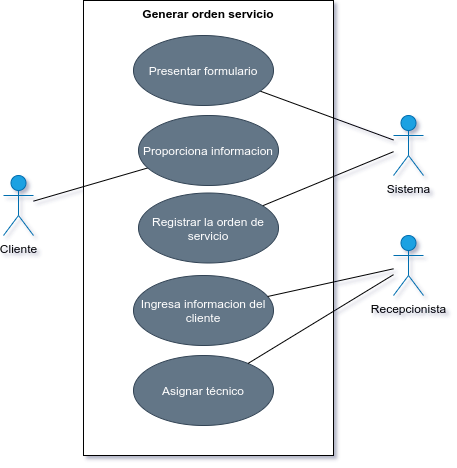 Generar orden servicio
Presentar formulario
Proporciona informacion
Registrar la orden de
servicio
Ingresa informacion del
cliente
Asignar técnico
Cliente
Sistema
Recepcionista